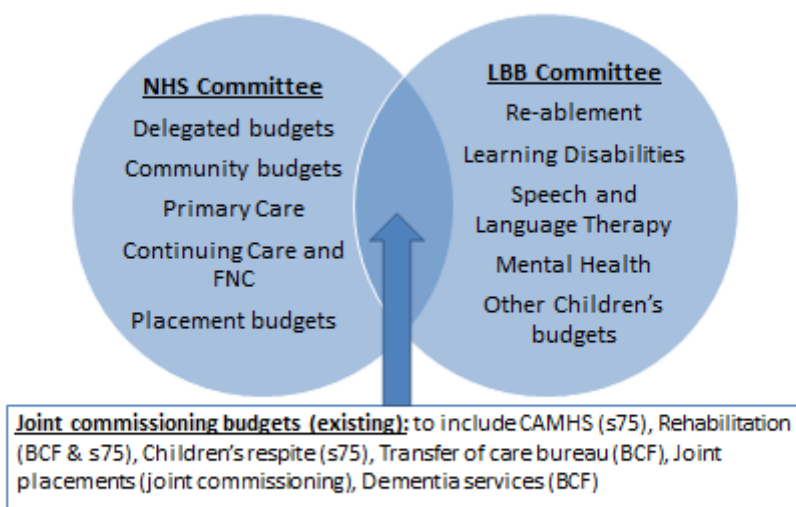 NHS Committee
Delegated budgets
Community budgets
Primary Care
Continuing Care and
FNC
Placement budgets
LBB Committee
Re-ablement
Learning Disabilities
Speech and
Language Therapy
Mental Health
Other Children's
budgets
Joint commissioning budgets (existing): to include CAMHS (s75), Rehabilitation
(BCF & s75), Children's respite (s75), Transfer of care bureau (BCF), Joint
placements (joint commissioning), Dementia services (BCF)